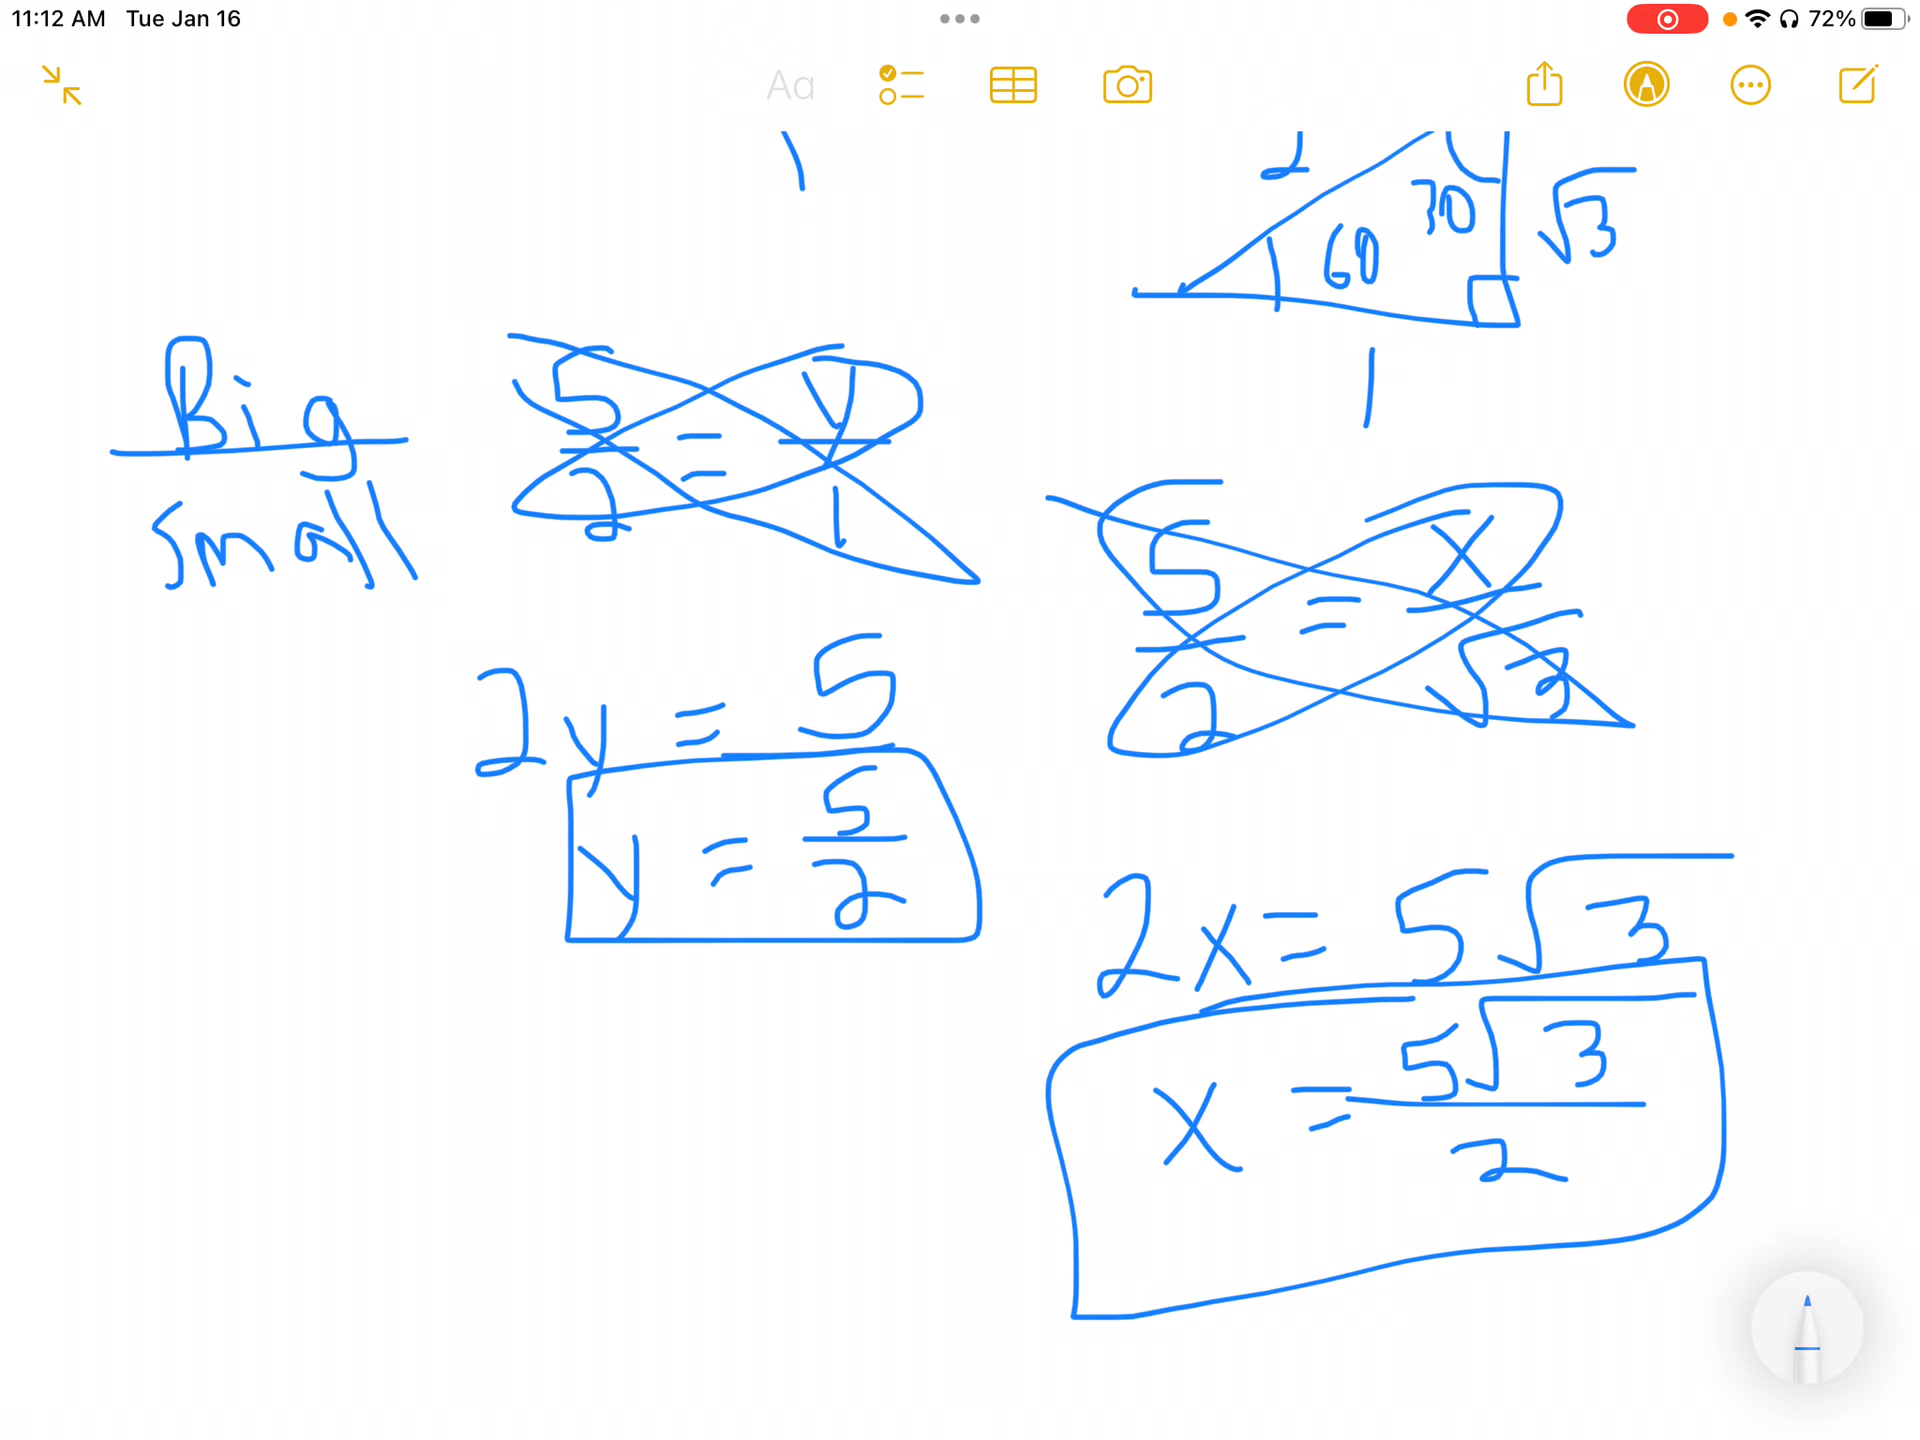 11:12 AM Tue Jan 16
72%
Aa
2
30
60
√3
1
Big
small
5/2 = y/1
5/2 = x/√3
2y = 5
y = 5/2
2x = 5√3
x = 5√3/2